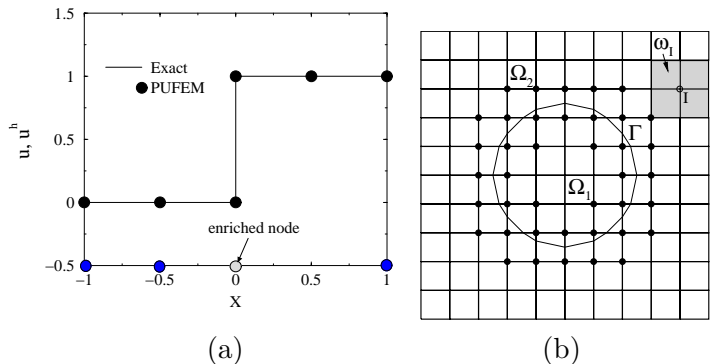 1.5
1
0.5
0
−0.5
u, u^h
Exact
PUFEM
enriched node
−1
−0.5
0
0.5
1
X
(a)
ω_I
I
Ω_2
Γ
Ω_1
(b)